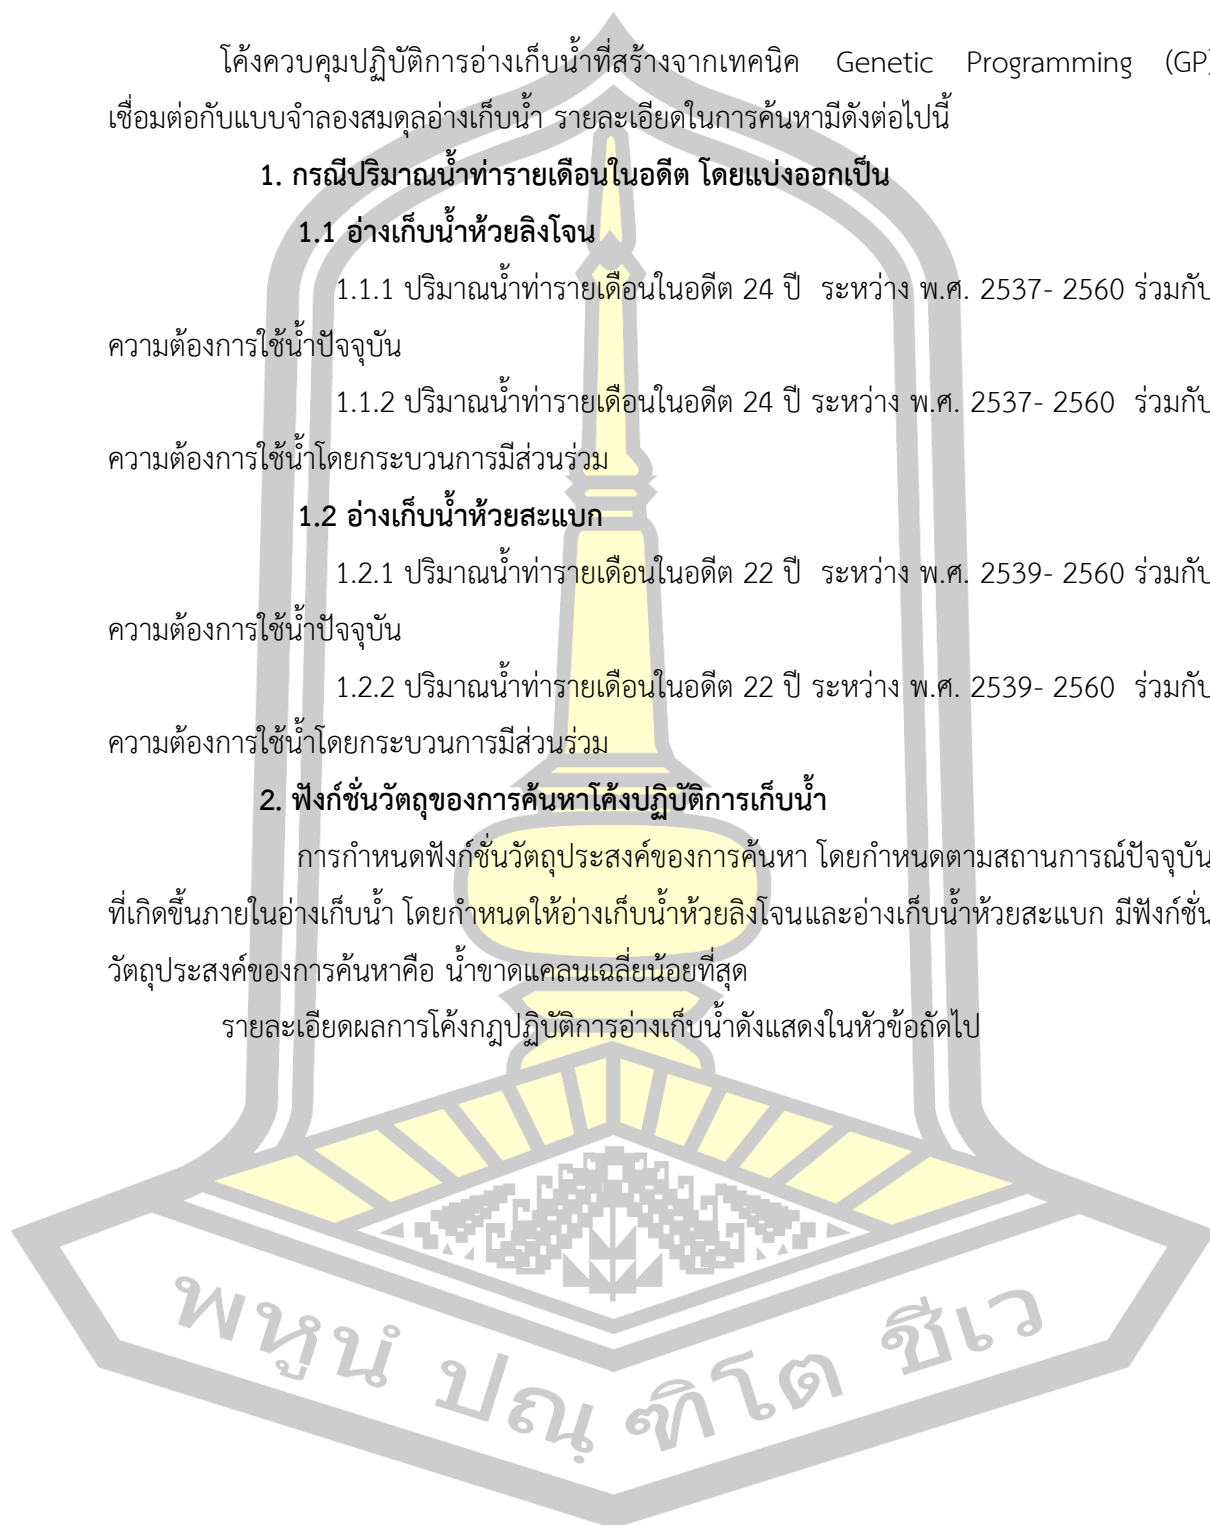 โค้งควบคุมปฏิบัติการอ่างเก็บน้ำที่สร้างจากเทคนิค Genetic Programming (GP)
เชื่อมต่อกับแบบจำลองสมดุลอ่างเก็บน้ำ รายละเอียดในการค้นหามีดังต่อไปนี้
1. กรณีปริมาณน้ำท่ารายเดือนในอดีต โดยแบ่งออกเป็น
1.1 อ่างเก็บน้ำห้วยลิงโจน
1.1.1 ปริมาณน้ำท่ารายเดือนในอดีต 24 ปี ระหว่าง พ.ศ. 2537- 2560 ร่วมกับ
ความต้องการใช้น้ำปัจจุบัน
1.1.2 ปริมาณน้ำท่ารายเดือนในอดีต 24 ปี ระหว่าง พ.ศ. 2537- 2560 ร่วมกับ
ความต้องการใช้น้ำโดยกระบวนการมีส่วนร่วม
1.2 อ่างเก็บน้ำห้วยสะแบก
1.2.1 ปริมาณน้ำท่ารายเดือนในอดีต 22 ปี ระหว่าง พ.ศ. 2539- 2560 ร่วมกับ
ความต้องการใช้น้ำปัจจุบัน
1.2.2 ปริมาณน้ำท่ารายเดือนในอดีต 22 ปี ระหว่าง พ.ศ. 2539- 2560 ร่วมกับ
ความต้องการใช้น้ำโดยกระบวนการมีส่วนร่วม
2. ฟังก์ชั่นวัตถุของการค้นหาโค้งปฏิบัติการเก็บน้ำ
การกำหนดฟังก์ชั่นวัตถุประสงค์ของการค้นหา โดยกำหนดตามสถานการณ์ปัจจุบัน
ที่เกิดขึ้นภายในอ่างเก็บน้ำ โดยกำหนดให้อ่างเก็บน้ำห้วยลิงโจนและอ่างเก็บน้ำห้วยสะแบก มีฟังก์ชั่น
วัตถุประสงค์ของการค้นหาคือ น้ำขาดแคลนเฉลี่ยน้อยที่สุด
รายละเอียดผลการโค้งกฎปฏิบัติการอ่างเก็บน้ำดังแสดงในหัวข้อถัดไป
พหูนํ ปณฺฑิโต ชีเว